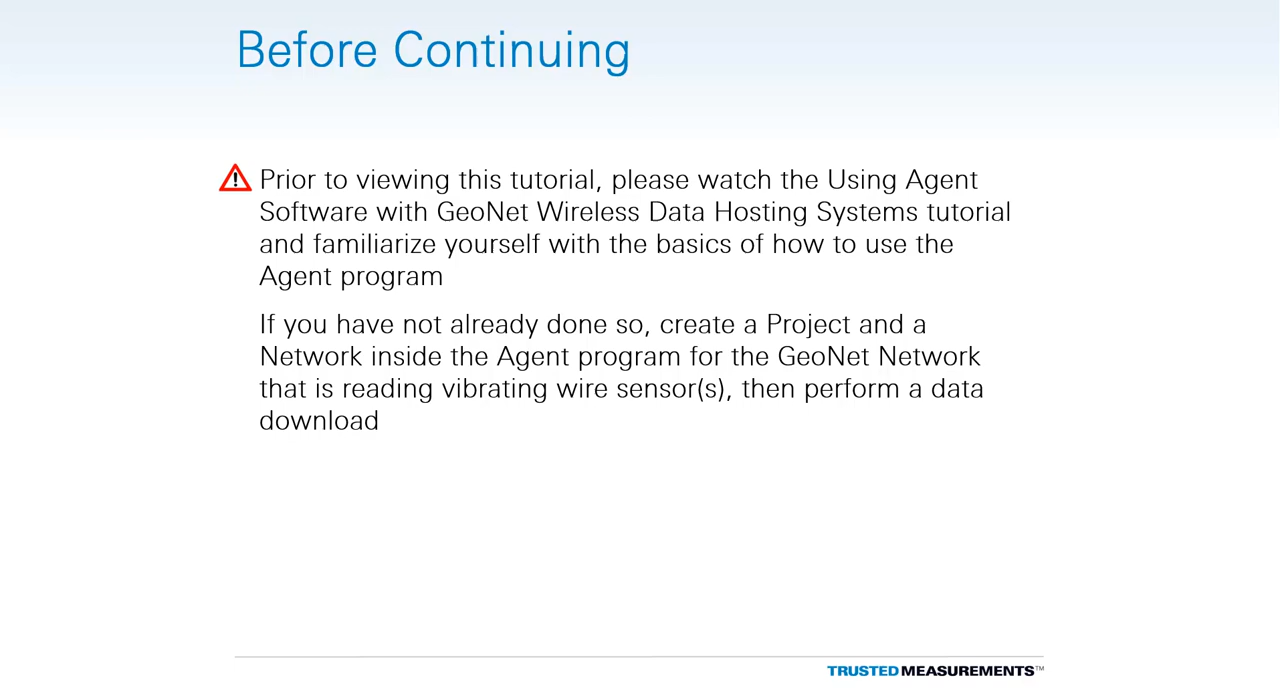 Before Continuing
Prior to viewing this tutorial, please watch the Using Agent
Software with GeoNet Wireless Data Hosting Systems tutorial
and familiarize yourself with the basics of how to use the
Agent program
If you have not already done so, create a Project and a
Network inside the Agent program for the GeoNet Network
that is reading vibrating wire sensor(s), then perform a data
download
TRUSTED MEASUREMENTS™